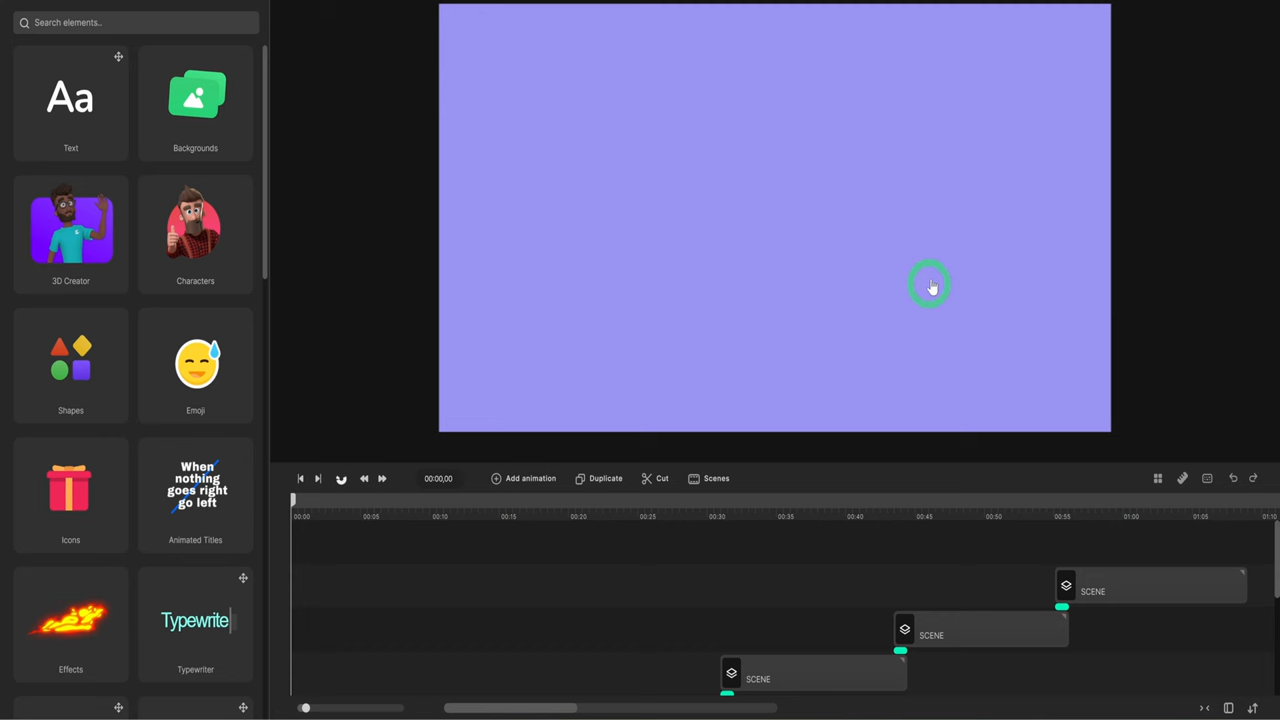 Search elements..
Aa
Text
Backgrounds
3D Creator
Characters
Shapes
Emoji
When
nothing
goes right
go left
Icons
Animated Titles
Typewrite
Effects
Typewriter
00:00,00
Add animation
Duplicate
Cut
Scenes
00:00
00:05
00:10
00:15
00:20
00:25
00:30
00:35
00:40
00:45
00:50
00:55
01:00
01:05
01:10
SCENE
SCENE
SCENE